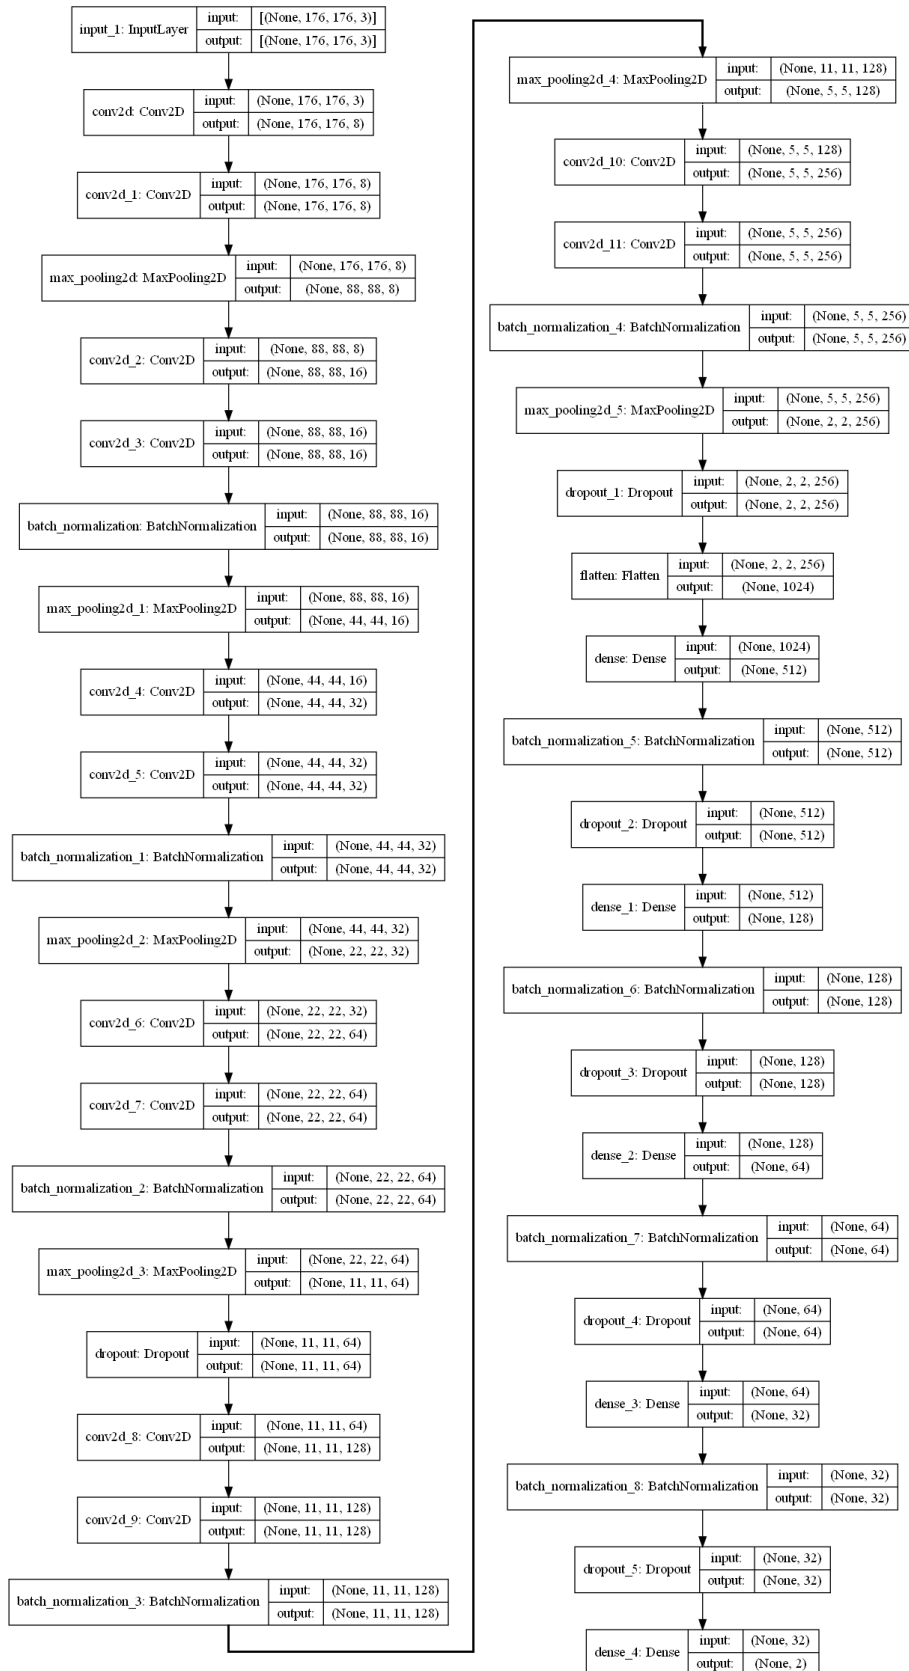 input_1: InputLayer
input: [(None, 176, 176, 3)]
output: [(None, 176, 176, 3)]
conv2d: Conv2D
input: (None, 176, 176, 3)
output: (None, 176, 176, 8)
conv2d_1: Conv2D
input: (None, 176, 176, 8)
output: (None, 176, 176, 8)
max_pooling2d: MaxPooling2D
input: (None, 176, 176, 8)
output: (None, 88, 88, 8)
conv2d_2: Conv2D
input: (None, 88, 88, 8)
output: (None, 88, 88, 16)
conv2d_3: Conv2D
input: (None, 88, 88, 16)
output: (None, 88, 88, 16)
batch_normalization: BatchNormalization
input: (None, 88, 88, 16)
output: (None, 88, 88, 16)
max_pooling2d_1: MaxPooling2D
input: (None, 88, 88, 16)
output: (None, 44, 44, 16)
conv2d_4: Conv2D
input: (None, 44, 44, 16)
output: (None, 44, 44, 32)
conv2d_5: Conv2D
input: (None, 44, 44, 32)
output: (None, 44, 44, 32)
batch_normalization_1: BatchNormalization
input: (None, 44, 44, 32)
output: (None, 44, 44, 32)
max_pooling2d_2: MaxPooling2D
input: (None, 44, 44, 32)
output: (None, 22, 22, 32)
conv2d_6: Conv2D
input: (None, 22, 22, 32)
output: (None, 22, 22, 64)
conv2d_7: Conv2D
input: (None, 22, 22, 64)
output: (None, 22, 22, 64)
batch_normalization_2: BatchNormalization
input: (None, 22, 22, 64)
output: (None, 22, 22, 64)
max_pooling2d_3: MaxPooling2D
input: (None, 22, 22, 64)
output: (None, 11, 11, 64)
dropout: Dropout
input: (None, 11, 11, 64)
output: (None, 11, 11, 64)
conv2d_8: Conv2D
input: (None, 11, 11, 64)
output: (None, 11, 11, 128)
conv2d_9: Conv2D
input: (None, 11, 11, 128)
output: (None, 11, 11, 128)
batch_normalization_3: BatchNormalization
input: (None, 11, 11, 128)
output: (None, 11, 11, 128)
max_pooling2d_4: MaxPooling2D
input: (None, 11, 11, 128)
output: (None, 5, 5, 128)
conv2d_10: Conv2D
input: (None, 5, 5, 128)
output: (None, 5, 5, 256)
conv2d_11: Conv2D
input: (None, 5, 5, 256)
output: (None, 5, 5, 256)
batch_normalization_4: BatchNormalization
input: (None, 5, 5, 256)
output: (None, 5, 5, 256)
max_pooling2d_5: MaxPooling2D
input: (None, 5, 5, 256)
output: (None, 2, 2, 256)
dropout_1: Dropout
input: (None, 2, 2, 256)
output: (None, 2, 2, 256)
flatten: Flatten
input: (None, 2, 2, 256)
output: (None, 1024)
dense: Dense
input: (None, 1024)
output: (None, 512)
batch_normalization_5: BatchNormalization
input: (None, 512)
output: (None, 512)
dropout_2: Dropout
input: (None, 512)
output: (None, 512)
dense_1: Dense
input: (None, 512)
output: (None, 128)
batch_normalization_6: BatchNormalization
input: (None, 128)
output: (None, 128)
dropout_3: Dropout
input: (None, 128)
output: (None, 128)
dense_2: Dense
input: (None, 128)
output: (None, 64)
batch_normalization_7: BatchNormalization
input: (None, 64)
output: (None, 64)
dropout_4: Dropout
input: (None, 64)
output: (None, 64)
dense_3: Dense
input: (None, 64)
output: (None, 32)
batch_normalization_8: BatchNormalization
input: (None, 32)
output: (None, 32)
dropout_5: Dropout
input: (None, 32)
output: (None, 32)
dense_4: Dense
input: (None, 32)
output: (None, 2)